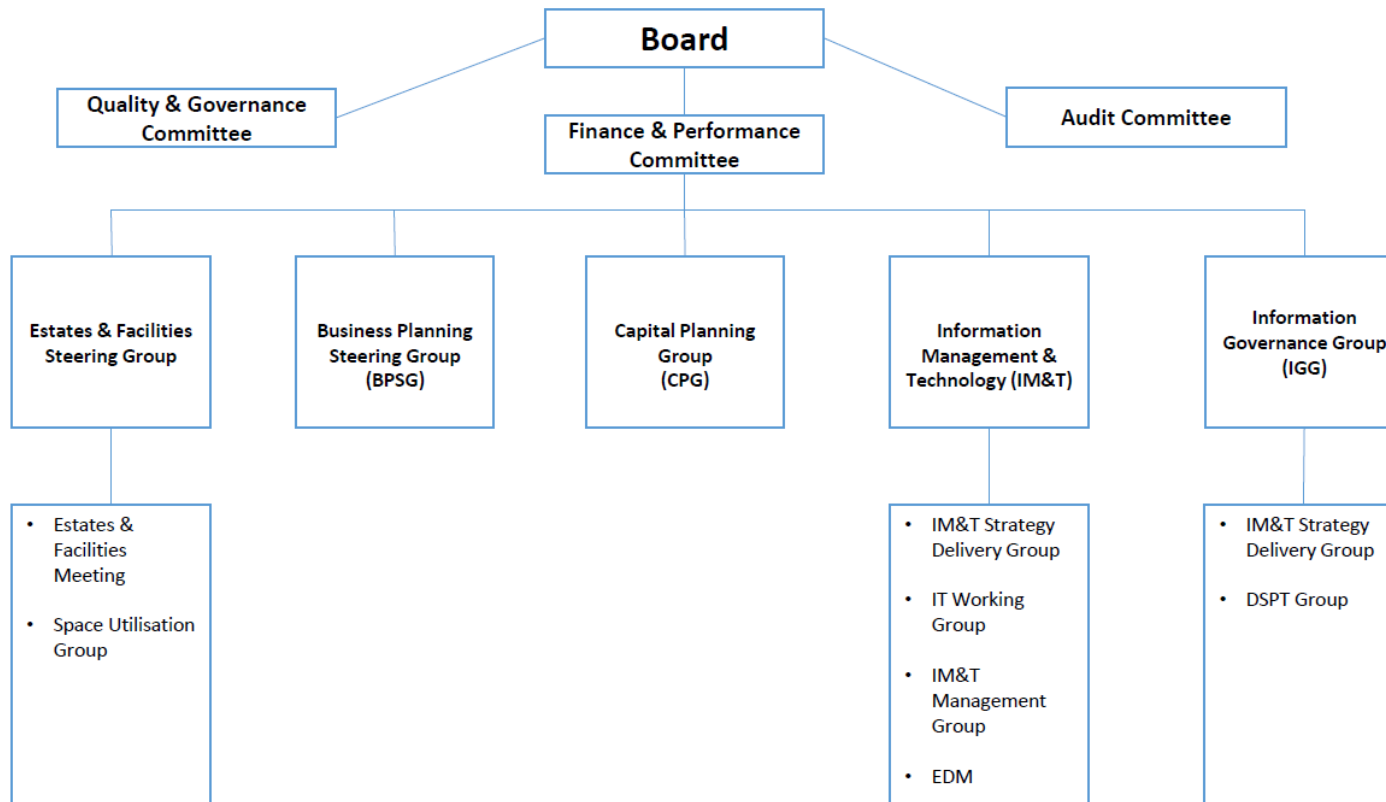 Board
Quality & Governance
Committee
Finance & Performance
Committee
Audit Committee
Estates & Facilities
Steering Group
Business Planning
Steering Group
(BPSG)
Capital Planning
Group
(CPG)
Information
Management &
Technology (IM&T)
Information
Governance Group
(IGG)
• Estates &
Facilities
Meeting
• Space Utilisation
Group
• IM&T Strategy
Delivery Group
• IT Working
Group
• IM&T
Management
Group
• EDM
• IM&T Strategy
Delivery Group
• DSPT Group